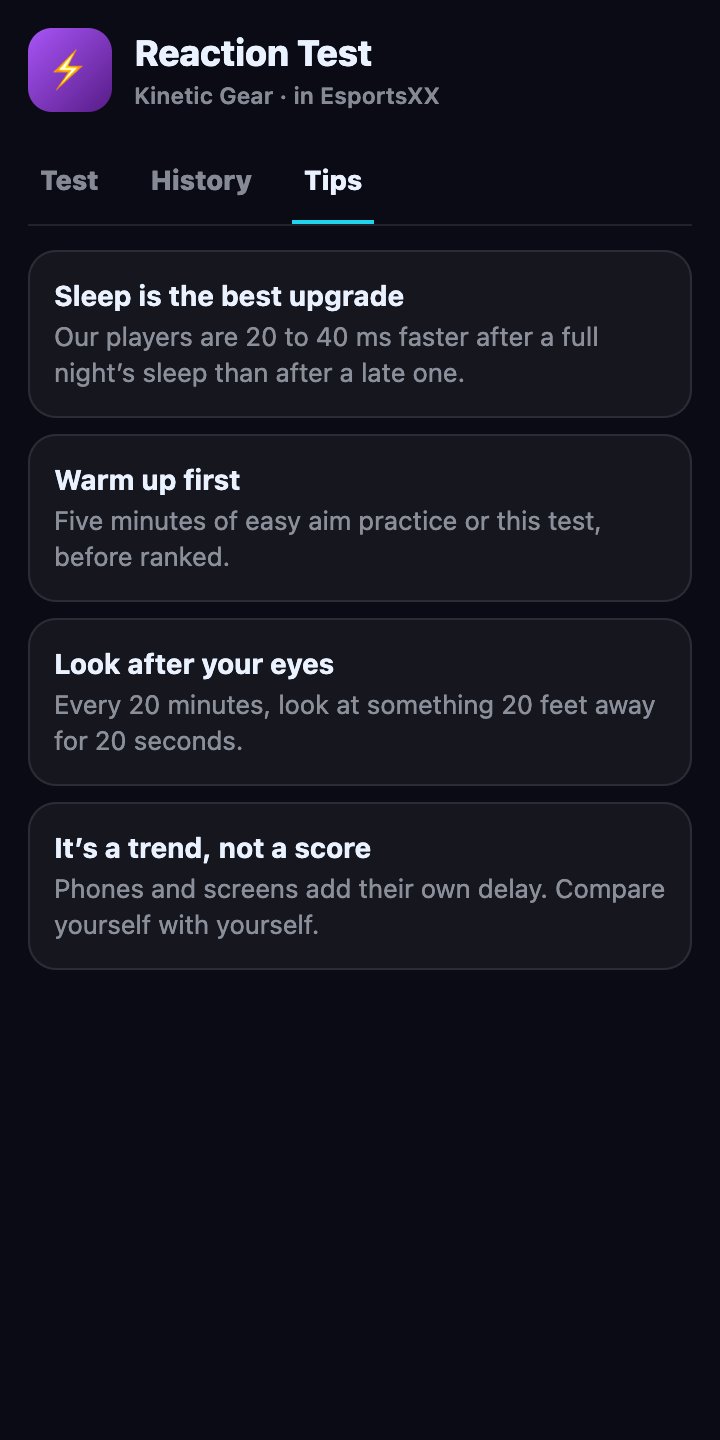 Reaction Test
Kinetic Gear · in EsportsXX
Test
History
Tips
Sleep is the best upgrade
Our players are 20 to 40 ms faster after a full
night’s sleep than after a late one.
Warm up first
Five minutes of easy aim practice or this test,
before ranked.
Look after your eyes
Every 20 minutes, look at something 20 feet away
for 20 seconds.
It’s a trend, not a score
Phones and screens add their own delay. Compare
yourself with yourself.